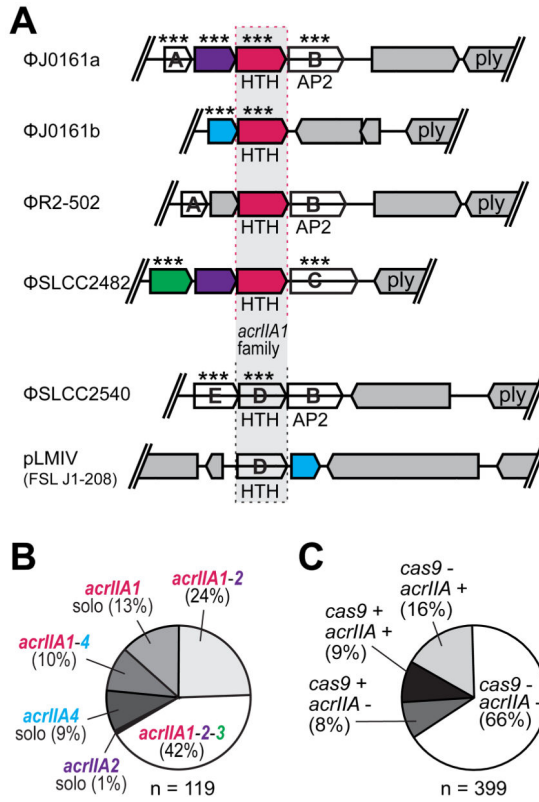 A
*** *** *** ***
ΦJ0161a A B ply
HTH AP2
*** ***
ΦJ0161b ply
HTH
ΦR2-502 A B ply
HTH AP2
*** ***
ΦSLCC2482 C ply
HTH
acrIIA1
family
*** ***
ΦSLCC2540 E D B ply
HTH AP2
pLMIV D
(FSL J1-208)
HTH
B
acrIIA1-2
(24%)
acrIIA1
solo (13%)
acrIIA1-4
(10%)
acrIIA4
solo (9%)
acrIIA2
solo (1%)
acrIIA1-2-3
(42%)
n = 119
C
cas9 -
acrIIA +
(16%)
cas9 +
acrIIA +
(9%)
cas9 +
acrIIA -
(8%)
cas9 -
acrIIA -
(66%)
n = 399